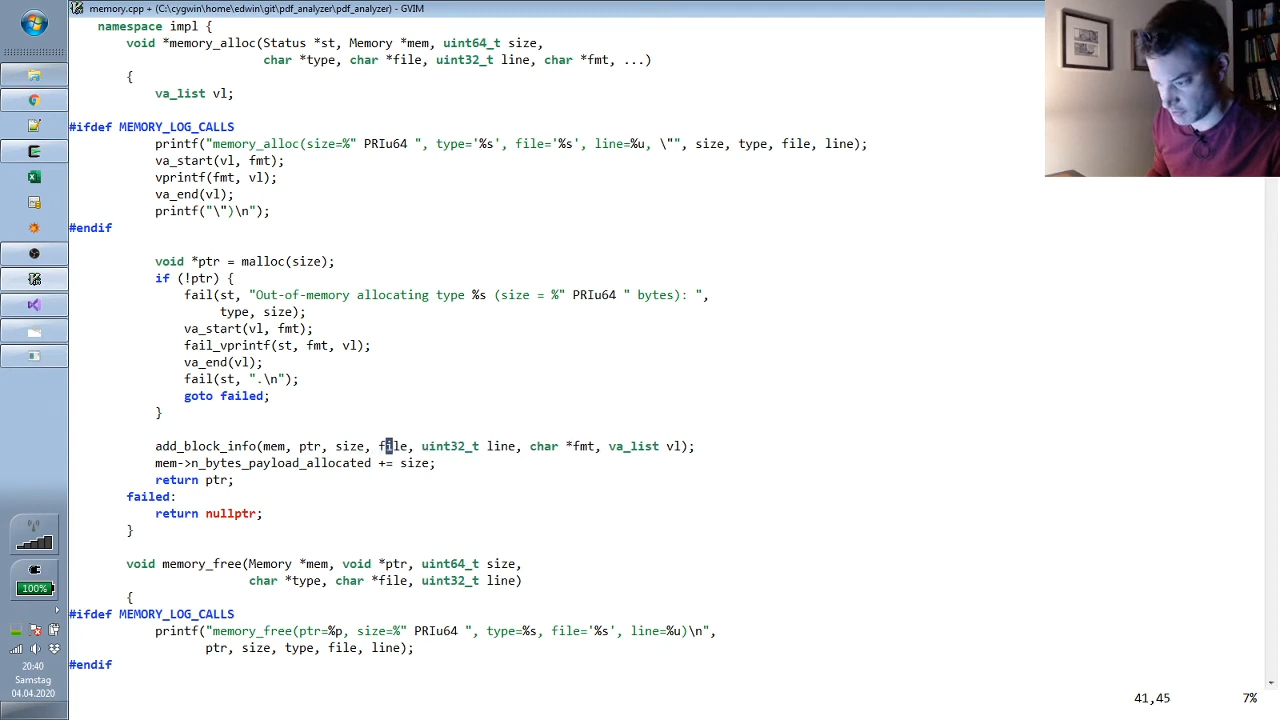 memory.cpp + (C:\cygwin\home\edwin\git\pdf_analyzer\pdf_analyzer) - GVIM
namespace impl {
void *memory_alloc(Status *st, Memory *mem, uint64_t size,
char *type, char *file, uint32_t line, char *fmt, ...)
{
va_list vl;
#ifdef MEMORY_LOG_CALLS
printf("memory_alloc(size=%" PRIu64 ", type='%s', file='%s', line=%u, \"", size, type, file, line);
va_start(vl, fmt);
vprintf(fmt, vl);
va_end(vl);
printf("\")\n");
#endif
void *ptr = malloc(size);
if (!ptr) {
fail(st, "Out-of-memory allocating type %s (size = %" PRIu64 " bytes): ",
type, size);
va_start(vl, fmt);
fail_vprintf(st, fmt, vl);
va_end(vl);
fail(st, ".\n");
goto failed;
}
add_block_info(mem, ptr, size, file, uint32_t line, char *fmt, va_list vl);
mem->n_bytes_payload_allocated += size;
return ptr;
failed:
return nullptr;
}
void memory_free(Memory *mem, void *ptr, uint64_t size,
char *type, char *file, uint32_t line)
{
#ifdef MEMORY_LOG_CALLS
printf("memory_free(ptr=%p, size=%" PRIu64 ", type=%s, file='%s', line=%u)\n",
ptr, size, type, file, line);
#endif
41,45 7%
100%
20:40
Samstag
04.04.2020